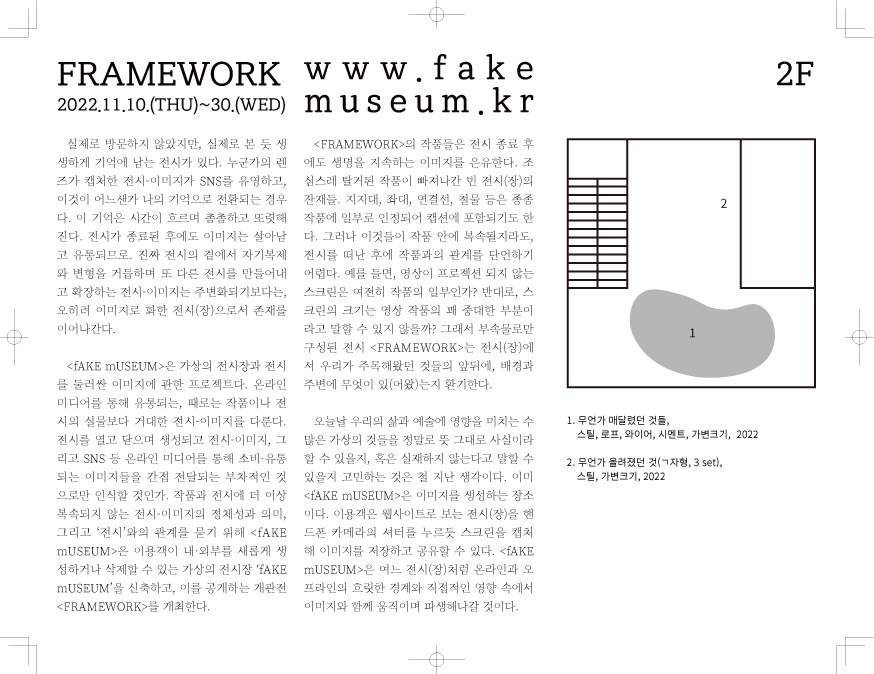 FRAMEWORK
2022.11.10.(THU)~30.(WED)
www.fake
museum.kr
2F
실제로 방문하지 않았지만, 실제로 본 듯 생
생하게 기억에 남는 전시가 있다. 누군가의 렌
즈가 캡처한 전시-이미지가 SNS를 유영하고,
이것이 어느샌가 나의 기억으로 전환되는 경우
다. 이 기억은 시간이 흐르며 촘촘하고 또렷해
진다. 전시가 종료된 후에도 이미지는 살아남
고 유통되므로. 진짜 전시의 곁에서 자기복제
와 변형을 거듭하며 또 다른 전시를 만들어내
고 확장하는 전시-이미지는 주변화되기보다는,
오히려 이미지로 화한 전시(장)으로서 존재를
이어나간다.
<fAKE mUSEUM>은 가상의 전시장과 전시
를 둘러싼 이미지에 관한 프로젝트다. 온라인
미디어를 통해 유통되는, 때로는 작품이나 전
시의 실물보다 거대한 전시-이미지를 다룬다.
전시를 열고 닫으며 생성되고 전시-이미지, 그
리고 SNS 등 온라인 미디어를 통해 소비·유통
되는 이미지들을 간접 전달되는 부차적인 것
으로만 인식할 것인가. 작품과 전시에 더 이상
복속되지 않는 전시-이미지의 정체성과 의미,
그리고 ‘전시’와의 관계를 묻기 위해 <fAKE
mUSEUM>은 이용객이 내·외부를 새롭게 생
성하거나 삭제할 수 있는 가상의 전시장 ‘fAKE
mUSEUM’을 신축하고, 이를 공개하는 개관전
<FRAMEWORK>를 개최한다.
<FRAMEWORK>의 작품들은 전시 종료 후
에도 생명을 지속하는 이미지를 은유한다. 조
심스레 탈거된 작품이 빠져나간 빈 전시(장)의
잔재들. 지지대, 좌대, 연결선, 철물 등은 종종
작품에 일부로 인정되어 캡션에 포함되기도 한
다. 그러나 이것들이 작품 안에 복속될지라도,
전시를 떠난 후에 작품과의 관계를 단언하기
어렵다. 예를 들면, 영상이 프로젝션 되지 않는
스크린은 여전히 작품의 일부인가? 반대로, 스
크린의 크기는 영상 작품의 꽤 중대한 부분이
라고 말할 수 있지 않을까? 그래서 부속물로만
구성된 전시 <FRAMEWORK>는 전시(장)에
서 우리가 주목해왔던 것들의 앞뒤에, 배경과
주변에 무엇이 있(어왔)는지 환기한다.
오늘날 우리의 삶과 예술에 영향을 미치는 수
많은 가상의 것들을 정말로 뜻 그대로 사실이라
할 수 있을지, 혹은 실재하지 않는다고 말할 수
있을지 고민하는 것은 철 지난 생각이다. 이미
<fAKE mUSEUM>은 이미지를 생성하는 장소
이다. 이용객은 웹사이트로 보는 전시(장)을 핸
드폰 카메라의 셔터를 누르듯 스크린을 캡처
해 이미지를 저장하고 공유할 수 있다. <fAKE
mUSEUM>은 여느 전시(장)처럼 온라인과 오
프라인의 흐릿한 경계와 직접적인 영향 속에서
이미지와 함께 움직이며 파생해나갈 것이다.
2
1
1. 무언가 매달렸던 것들,
스틸, 로프, 와이어, 시멘트, 가변크기, 2022
2. 무언가 올려졌던 것(ㄱ자형, 3 set),
스틸, 가변크기, 2022